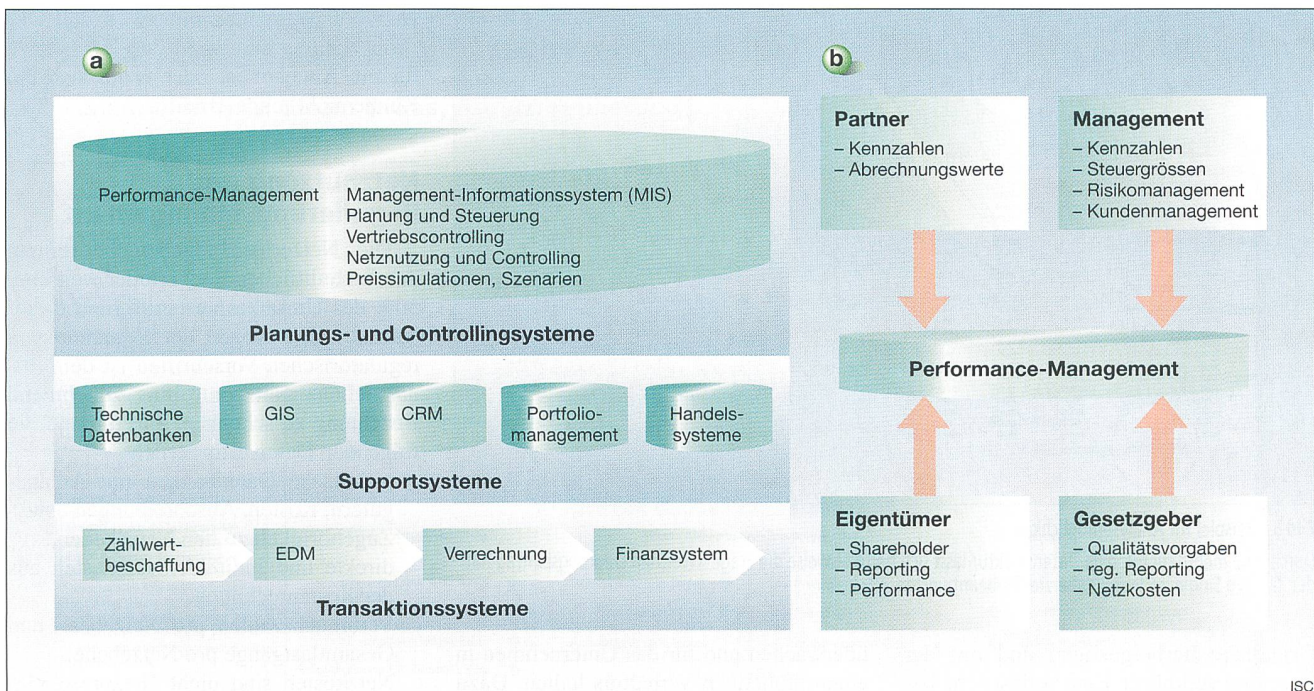 a
Performance-Management
Management-Informationssystem (MIS)
Planung und Steuerung
Vertriebscontrolling
Netznutzung und Controlling
Preissimulationen, Szenarien
Planungs- und Controllingsysteme
Technische
Datenbanken
GIS
CRM
Portfolio-
management
Handels-
systeme
Supportsysteme
Zählwert-
beschaffung
EDM
Verrechnung
Finanzsystem
Transaktionssysteme
b
Partner
– Kennzahlen
– Abrechnungswerte
Management
– Kennzahlen
– Steuergrössen
– Risikomanagement
– Kundenmanagement
Performance-Management
Eigentümer
– Shareholder
– Reporting
– Performance
Gesetzgeber
– Qualitätsvorgaben
– reg. Reporting
– Netzkosten
ISC